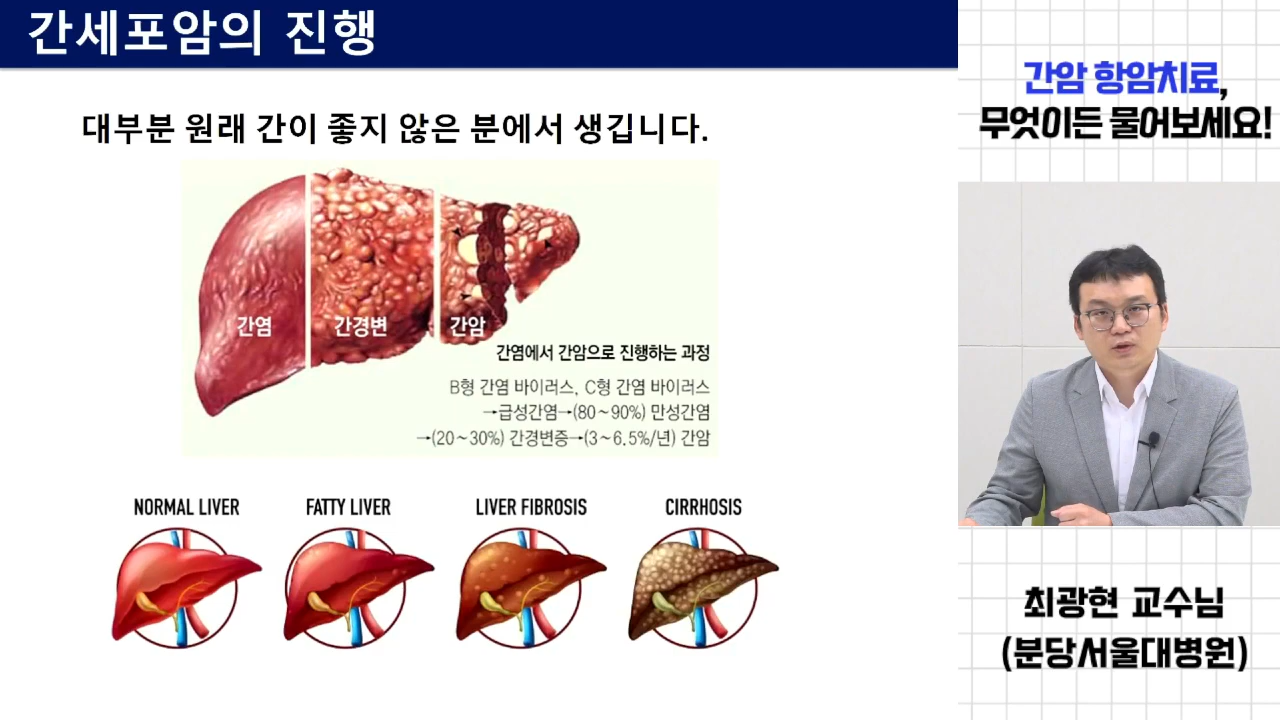 간세포암의 진행
대부분 원래 간이 좋지 않은 분에서 생깁니다.
간염
간경변
간암
간염에서 간암으로 진행하는 과정
B형 간염 바이러스, C형 간염 바이러스
→급성간염→(80~90%) 만성간염
→(20~30%) 간경변증→(3~6.5%/년) 간암
NORMAL LIVER
FATTY LIVER
LIVER FIBROSIS
CIRRHOSIS
간암 항암치료,
무엇이든 물어보세요!
최광현 교수님
(분당서울대병원)